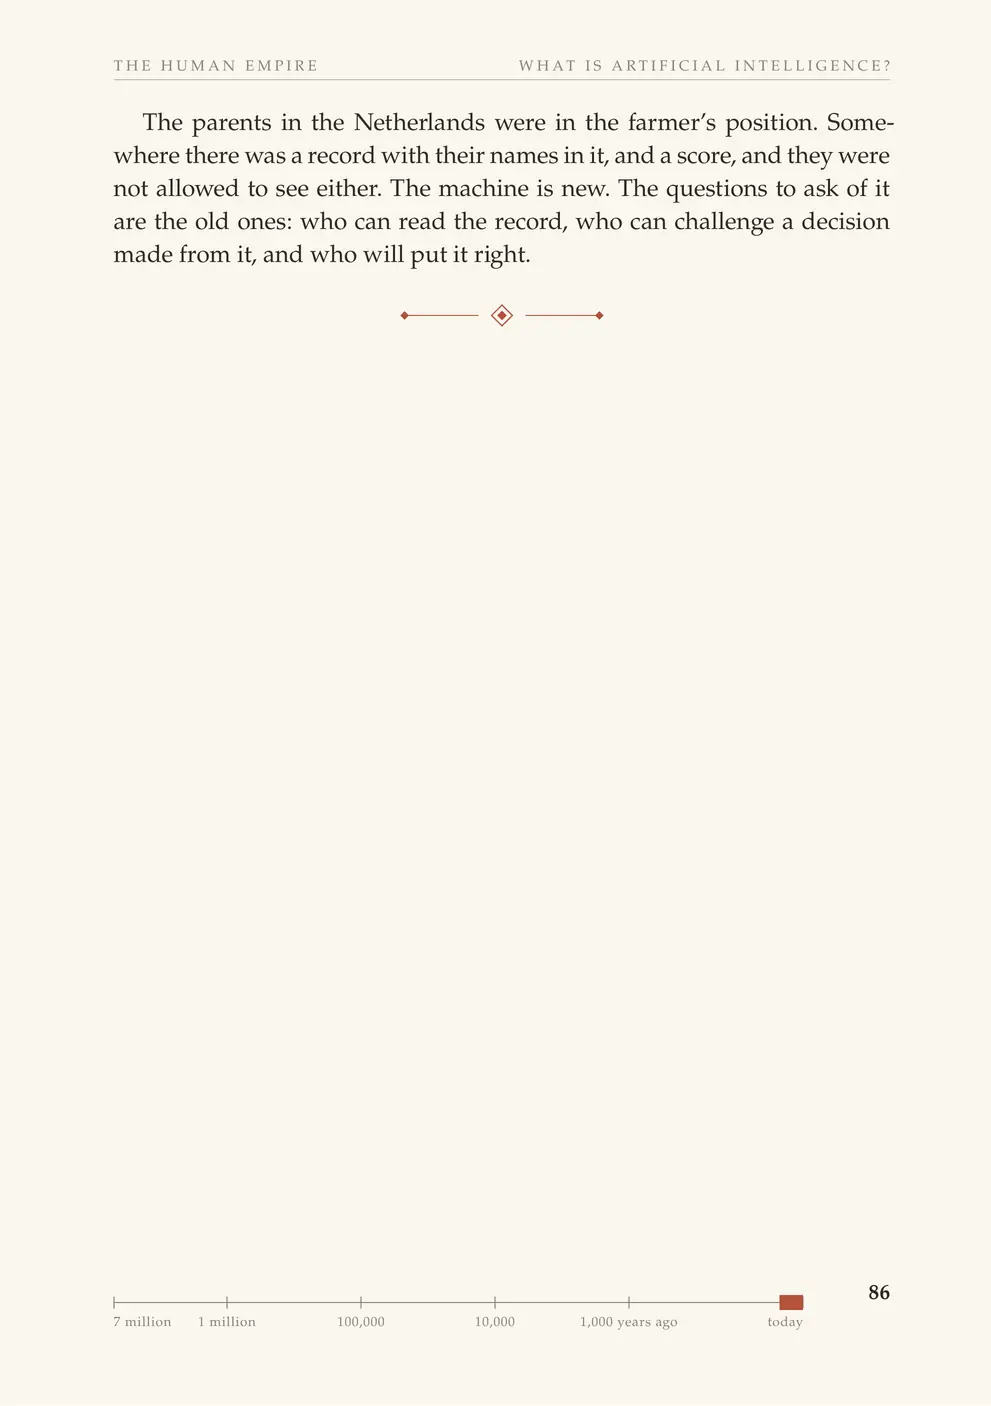 THE HUMAN EMPIRE
WHAT IS ARTIFICIAL INTELLIGENCE?
The parents in the Netherlands were in the farmer’s position. Some-
where there was a record with their names in it, and a score, and they were
not allowed to see either. The machine is new. The questions to ask of it
are the old ones: who can read the record, who can challenge a decision
made from it, and who will put it right.
86
7 million
1 million
100,000
10,000
1,000 years ago
today